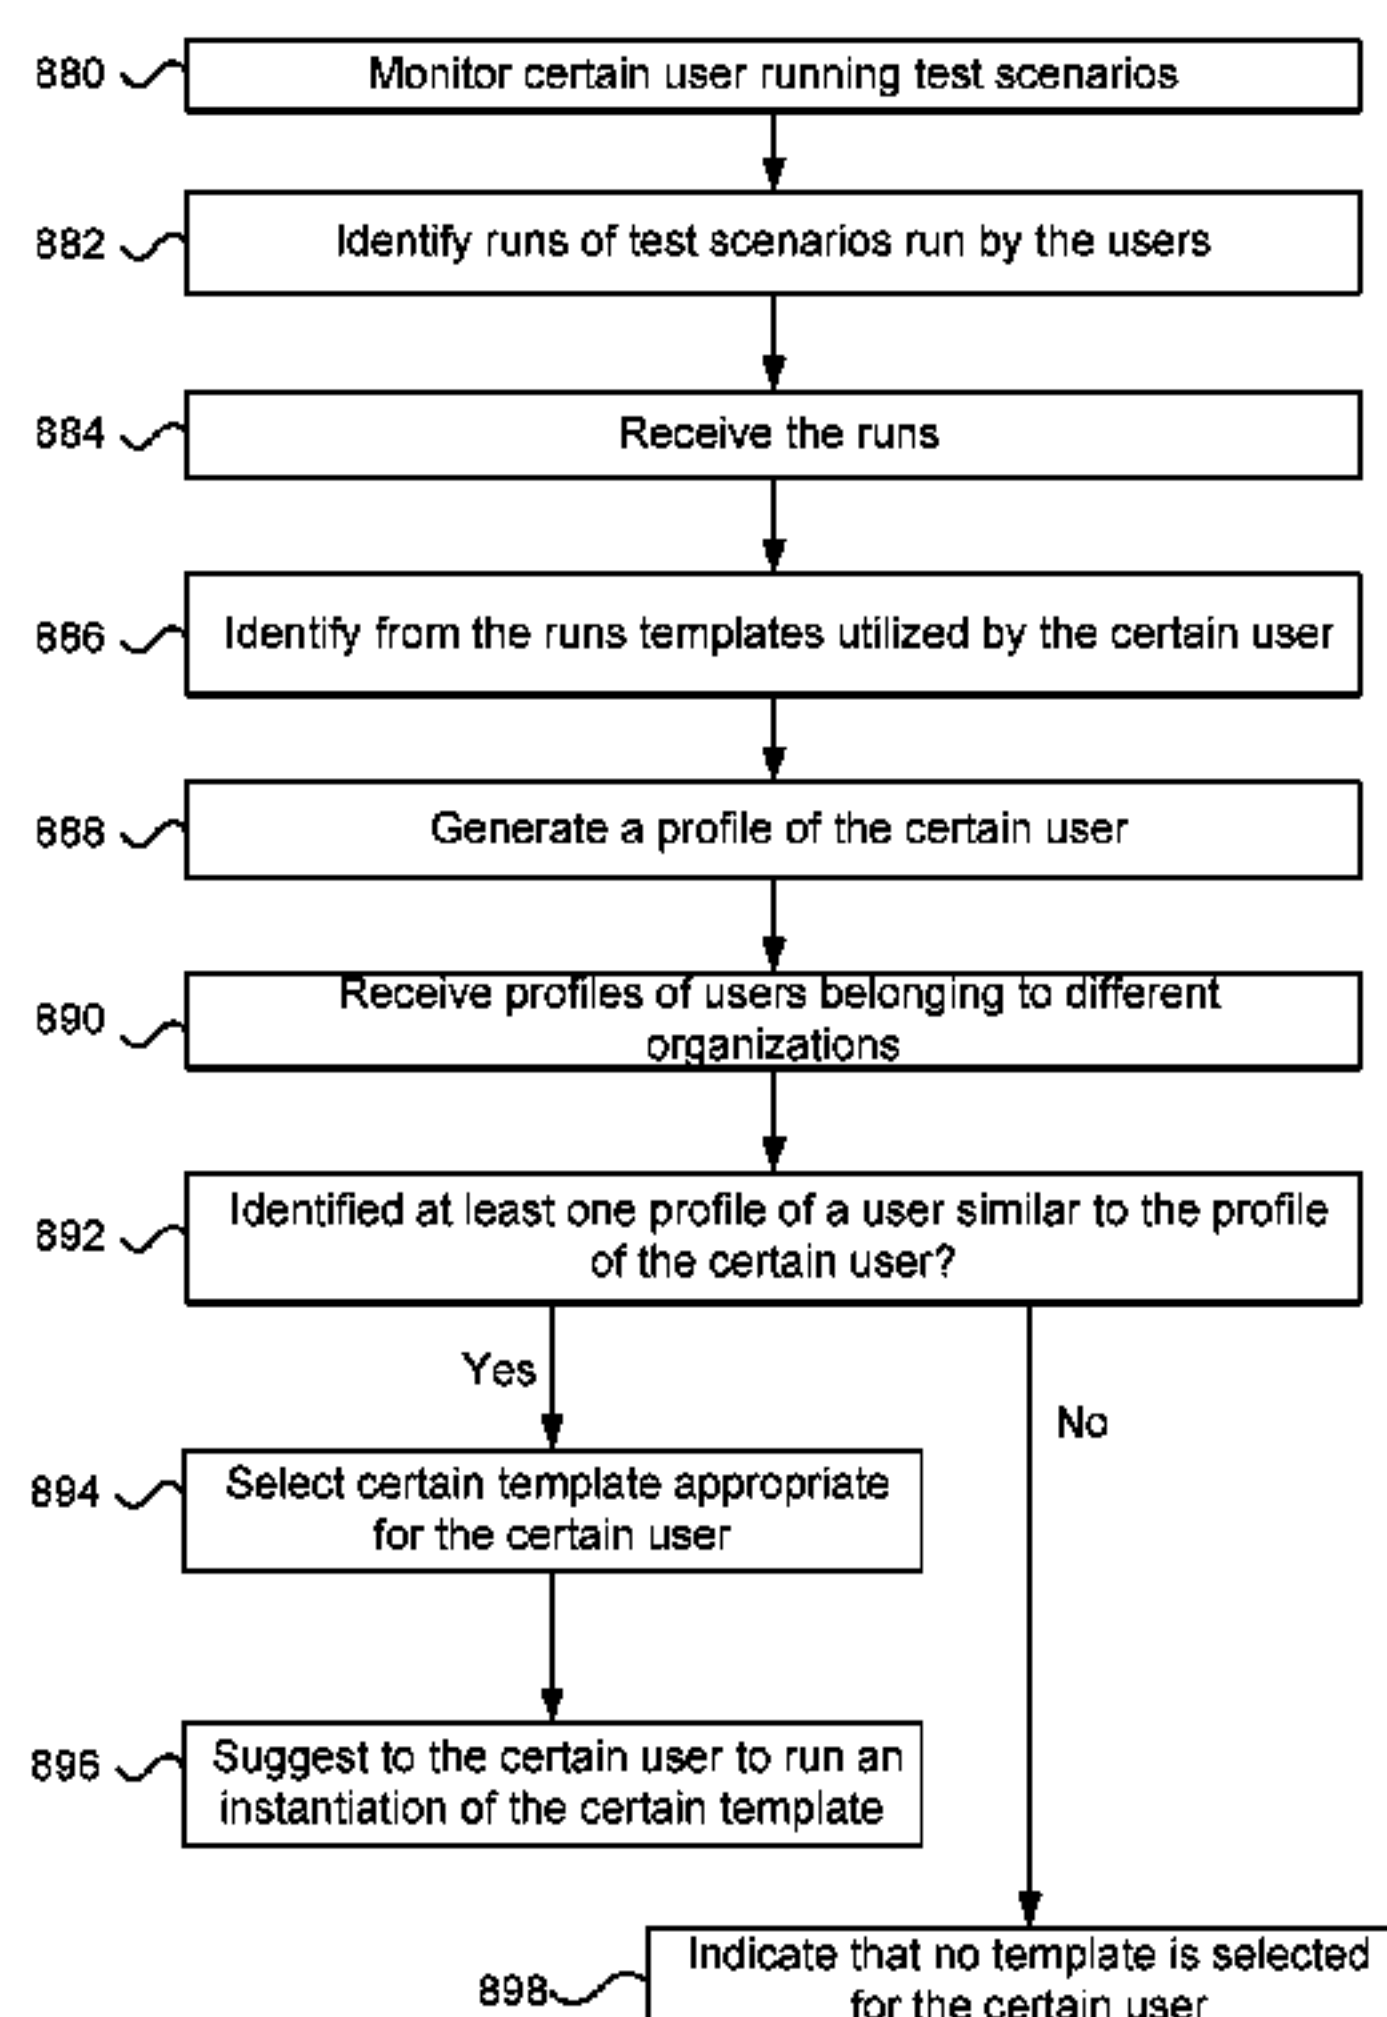 880
Monitor certain user running test scenarios
882
Identify runs of test scenarios run by the users
884
Receive the runs
886
Identify from the runs templates utilized by the certain user
888
Generate a profile of the certain user
890
Receive profiles of users belonging to different
organizations
892
Identified at least one profile of a user similar to the profile
of the certain user?
Yes
No
894
Select certain template appropriate
for the certain user
896
Suggest to the certain user to run an
instantiation of the certain template
898
Indicate that no template is selected
for the certain user